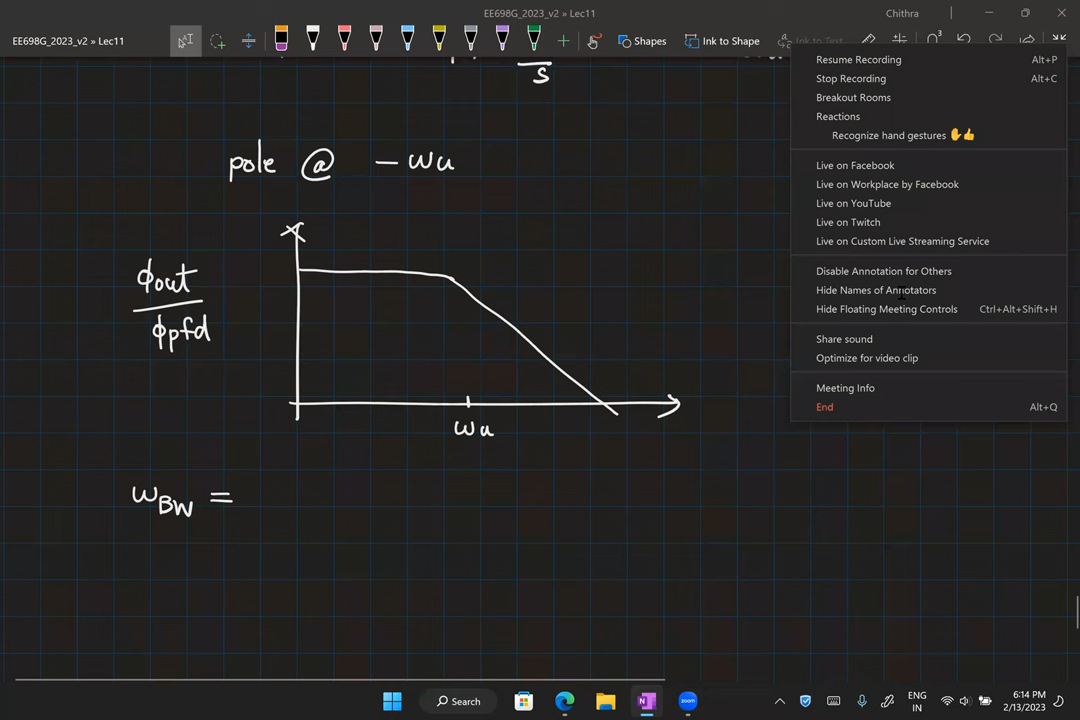 EE698G_2023_v2 » Lec11
Chithra
EE698G_2023_v2 » Lec11
Shapes
Ink to Shape
Ink to Text
S
Resume Recording Alt+P
Stop Recording Alt+C
Breakout Rooms
Reactions
Recognize hand gestures ✋👍
Live on Facebook
Live on Workplace by Facebook
Live on YouTube
Live on Twitch
Live on Custom Live Streaming Service
Disable Annotation for Others
Hide Names of Annotators
Hide Floating Meeting Controls Ctrl+Alt+Shift+H
Share sound
Optimize for video clip
Meeting Info
End Alt+Q
pole @ – ωu
ϕout
ϕpfd
ωu
ωBW =
Search
zoom
ENG
IN
6:14 PM
2/13/2023